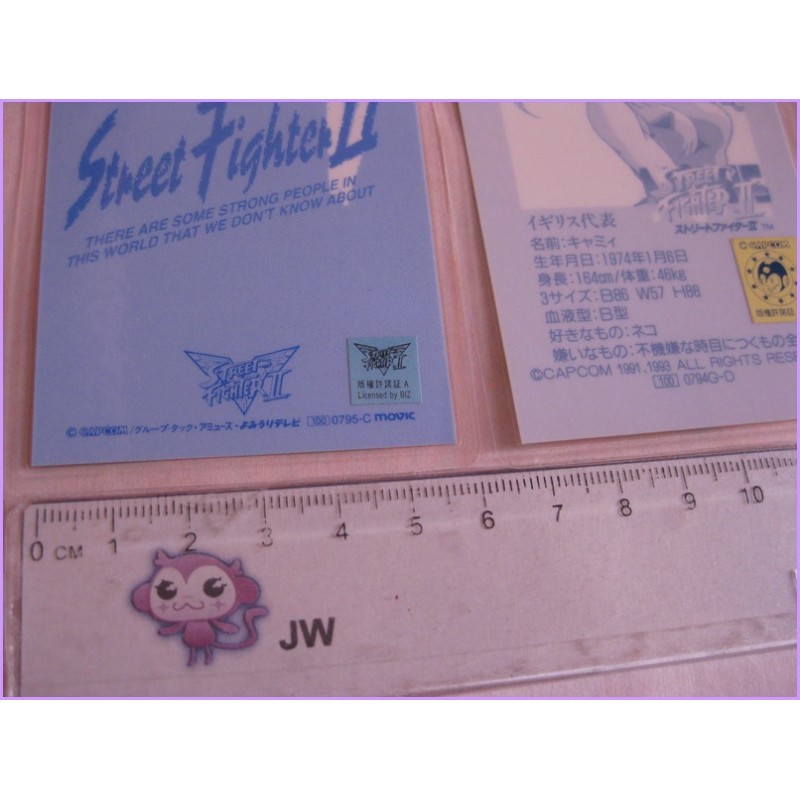 Street Fighter II
THERE ARE SOME STRONG PEOPLE IN
THIS WORLD THAT WE DON'T KNOW ABOUT
STREET
FIGHTER II
版権許諾証 A
Licensed by BIZ
© CAPCOM/グループ・タック・アミューズ・よみうりテレビ 100 0795-C movic
STREET
FIGHTER II
ストリートファイターII TM
イギリス代表
名前:キャミィ
生年月日:1974年1月6日
身長:164cm/体重:46kg
3サイズ:B86 W57 H88
血液型:B型
好きなもの:ネコ
嫌いなもの:不機嫌な時目につくもの全
©CAPCOM 1991.1993 ALL RIGHTS RESE
100 0794G-D
©CAPCOM
版権許諾証
0 CM 1 2 3 4 5 6 7 8 9 10
JW